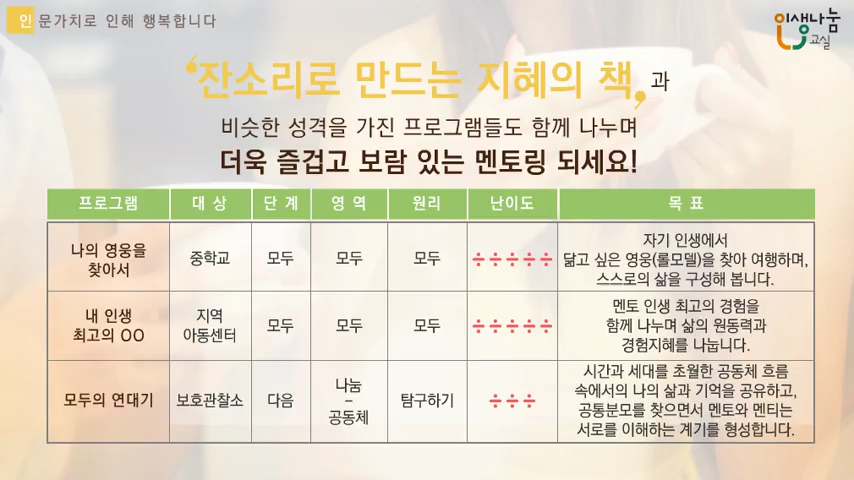 인문가치로 인해 행복합니다
인생나눔
교실
'잔소리로 만드는 지혜의 책,과
비슷한 성격을 가진 프로그램들도 함께 나누며
더욱 즐겁고 보람 있는 멘토링 되세요!
프로그램 대 상 단 계 영 역 원리 난이도 목 표
나의 영웅을
찾아서
중학교 모두 모두 모두 ÷÷÷÷÷
자기 인생에서
닮고 싶은 영웅(롤모델)을 찾아 여행하며,
스스로의 삶을 구성해 봅니다.
내 인생
최고의 OO
지역
아동센터
모두 모두 모두 ÷÷÷÷÷
멘토 인생 최고의 경험을
함께 나누며 삶의 원동력과
경험지혜를 나눕니다.
모두의 연대기 보호관찰소 다음
나눔
–
공동체
탐구하기 ÷÷÷
시간과 세대를 초월한 공동체 흐름
속에서의 나의 삶과 기억을 공유하고,
공통분모를 찾으면서 멘토와 멘티는
서로를 이해하는 계기를 형성합니다.